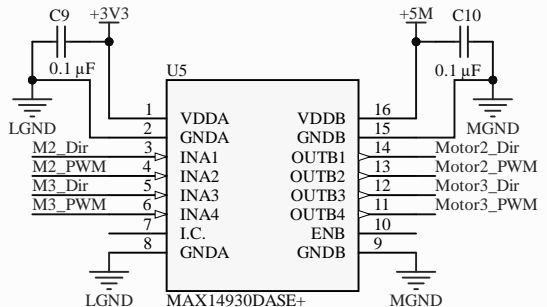 C9
+3V3
+5M
C10
0.1 µF
U5
0.1 µF
LGND
MGND
1 VDDA VDDB 16
2 GNDA GNDB 15
M2_Dir 3 INA1 OUTB1 14 Motor2_Dir
M2_PWM 4 INA2 OUTB2 13 Motor2_PWM
M3_Dir 5 INA3 OUTB3 12 Motor3_Dir
M3_PWM 6 INA4 OUTB4 11 Motor3_PWM
7 I.C. ENB 10
8 GNDA GNDB 9
LGND
MAX14930DASE+
MGND